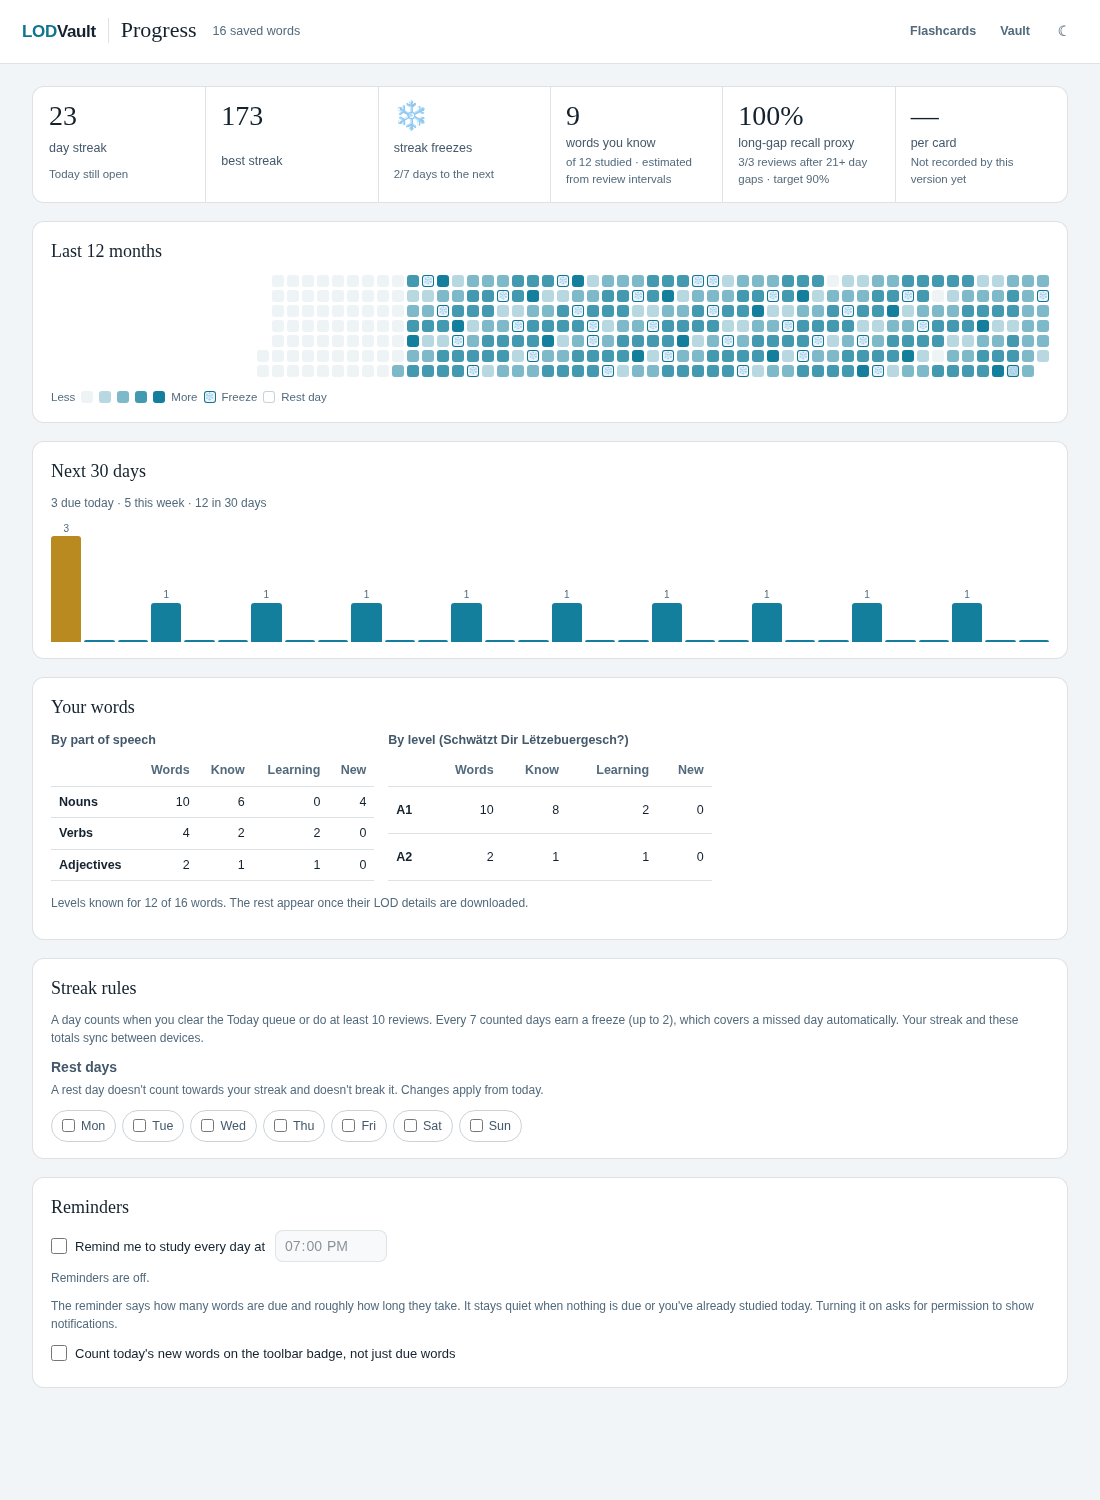 LODVault Progress 16 saved words Flashcards Vault ☾
23
day streak
Today still open
173
best streak
❄️
streak freezes
2/7 days to the next
9
words you know
of 12 studied · estimated
from review intervals
100%
long-gap recall proxy
3/3 reviews after 21+ day
gaps · target 90%
—
per card
Not recorded by this
version yet
Last 12 months
Less More Freeze Rest day
Next 30 days
3 due today · 5 this week · 12 in 30 days
3
1 1 1 1 1 1 1 1 1
Your words
By part of speech
Words Know Learning New
Nouns 10 6 0 4
Verbs 4 2 2 0
Adjectives 2 1 1 0
By level (Schwätzt Dir Lëtzebuergesch?)
Words Know Learning New
A1 10 8 2 0
A2 2 1 1 0
Levels known for 12 of 16 words. The rest appear once their LOD details are downloaded.
Streak rules
A day counts when you clear the Today queue or do at least 10 reviews. Every 7 counted days earn a freeze (up to 2), which covers a missed day automatically. Your streak and these
totals sync between devices.
Rest days
A rest day doesn't count towards your streak and doesn't break it. Changes apply from today.
Mon Tue Wed Thu Fri Sat Sun
Reminders
Remind me to study every day at 07:00 PM
Reminders are off.
The reminder says how many words are due and roughly how long they take. It stays quiet when nothing is due or you've already studied today. Turning it on asks for permission to show
notifications.
Count today's new words on the toolbar badge, not just due words